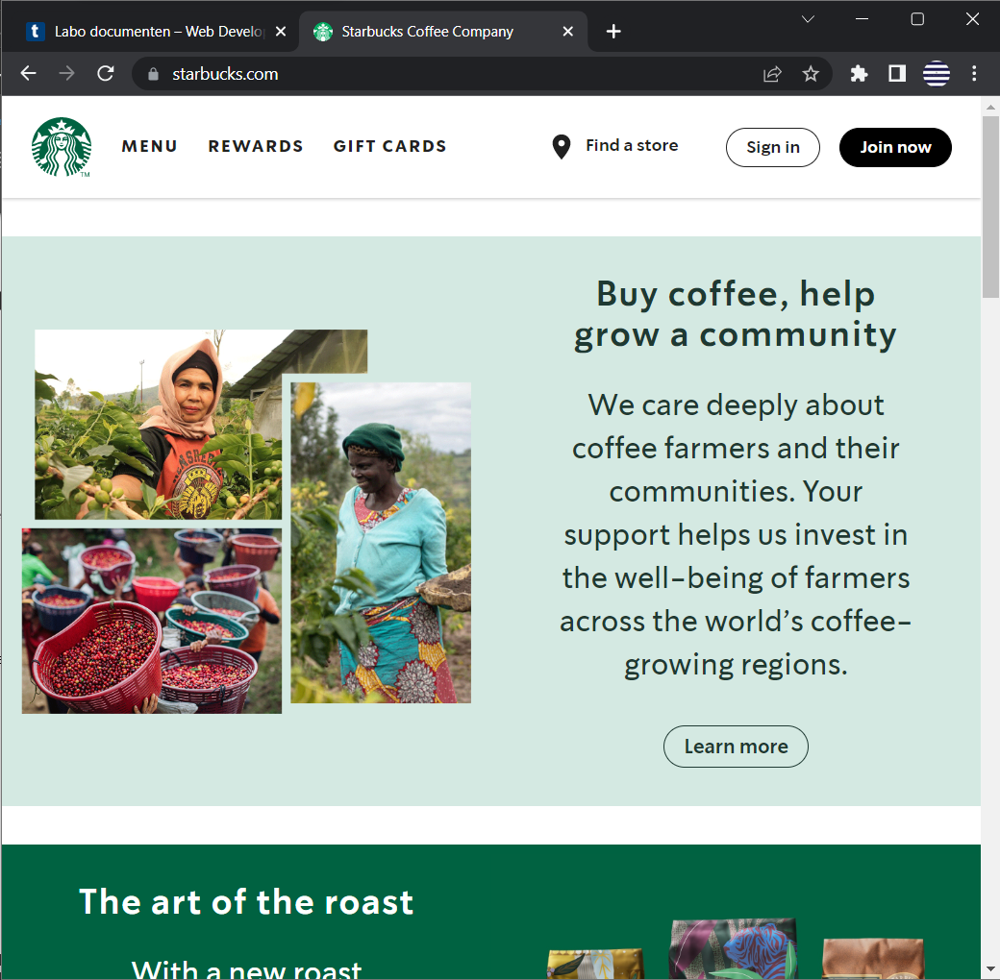 Labo documenten – Web Develo
Starbucks Coffee Company
starbucks.com
MENU
REWARDS
GIFT CARDS
Find a store
Sign in
Join now
TM
Buy coffee, help
grow a community
We care deeply about
coffee farmers and their
communities. Your
support helps us invest in
the well-being of farmers
across the world’s coffee-
growing regions.
Learn more
The art of the roast
With a new roast